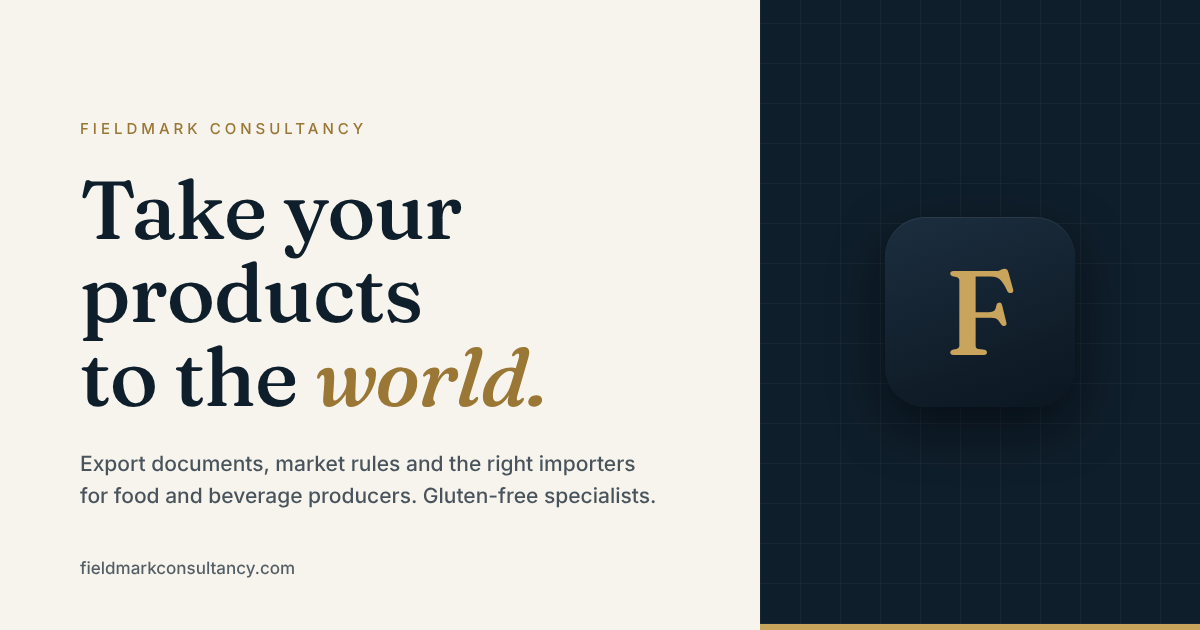 FIELDMARK CONSULTANCY
Take your
products
to the world.
Export documents, market rules and the right importers
for food and beverage producers. Gluten-free specialists.
fieldmarkconsultancy.com
F